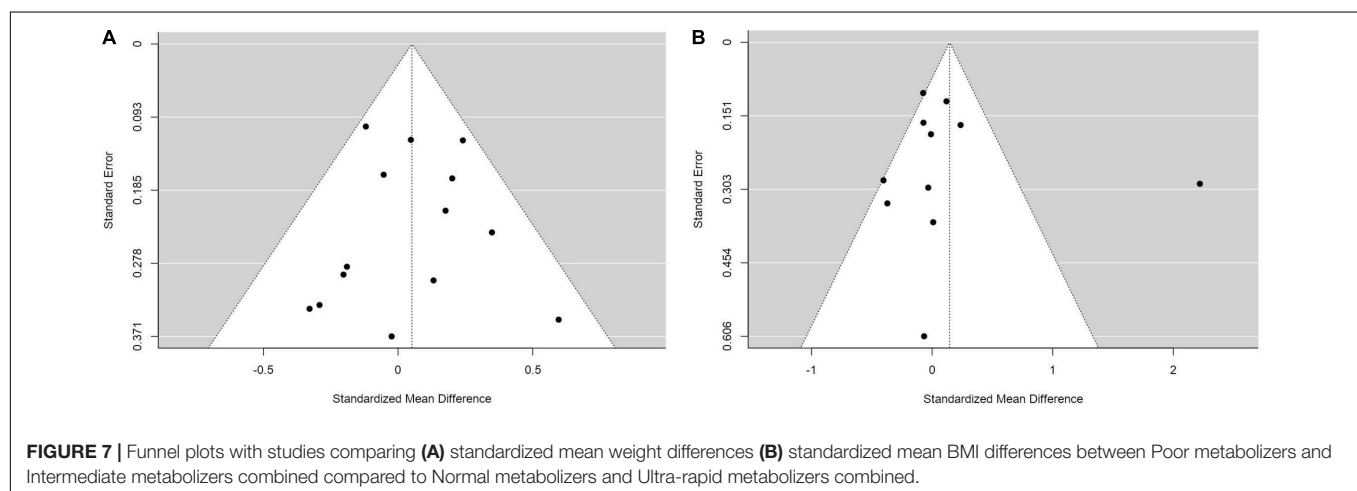 A
Standard Error
0
0.093
0.185
0.278
0.371
-0.5
0
0.5
Standardized Mean Difference
B
Standard Error
0
0.151
0.303
0.454
0.606
-1
0
1
2
Standardized Mean Difference
FIGURE 7 | Funnel plots with studies comparing (A) standardized mean weight differences (B) standardized mean BMI differences between Poor metabolizers and
Intermediate metabolizers combined compared to Normal metabolizers and Ultra-rapid metabolizers combined.